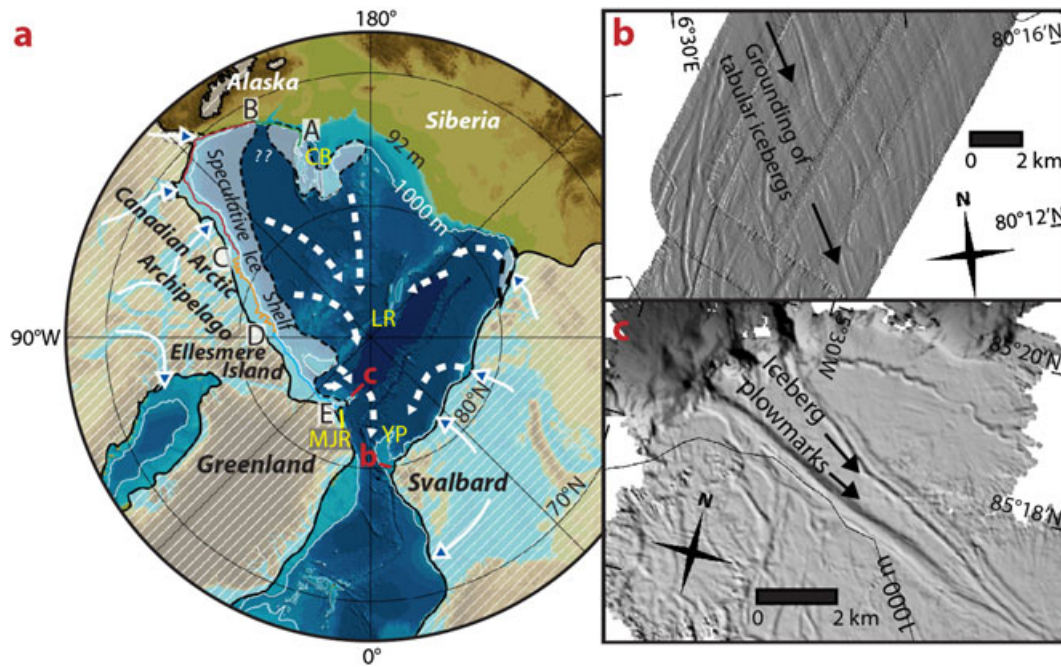 a
180°
Alaska
B
A
CB
??
Siberia
92 m
1000 m
Speculative Ice
Shelf
Canadian Arctic
Archipelago
C
D
Ellesmere
Island
90°W
LR
c
E
MJR
YP
b
80°N
70°N
Greenland
Svalbard
0°
b
6°30'E
80°16'N
Grounding of
tabular icebergs
0 2 km
N
80°12'N
c
85°20'N
Iceberg
plowmarks
85°18'N
N
1000 m
0 2 km